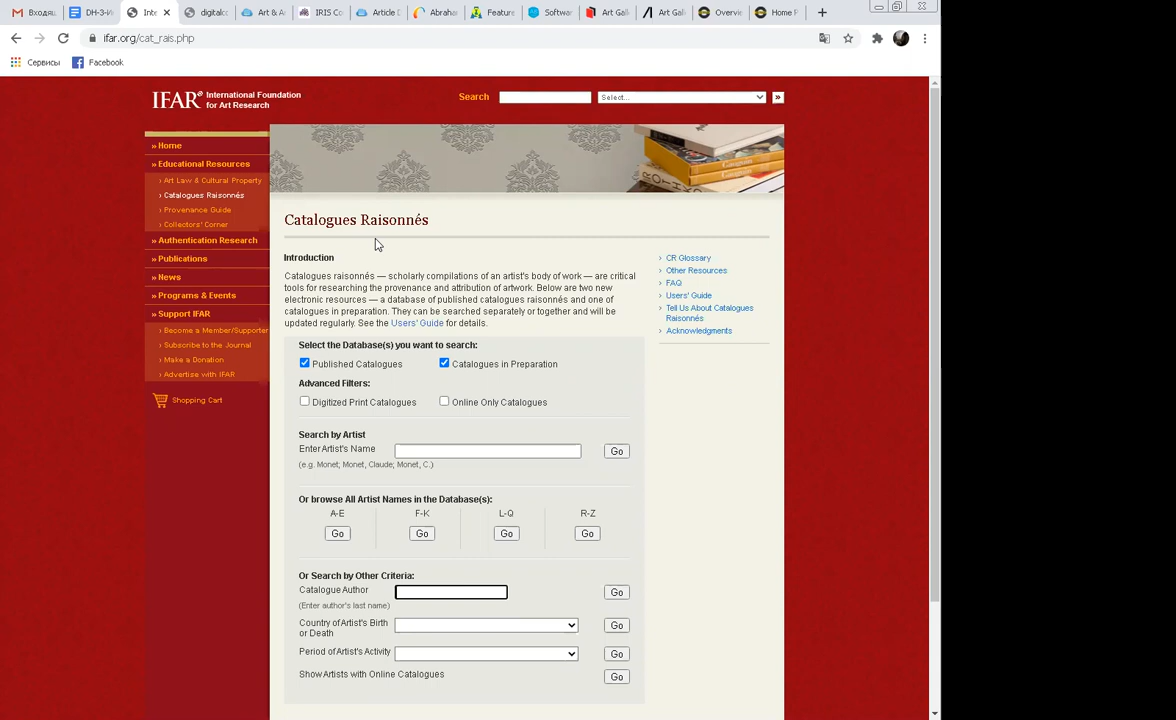 Входящ
DH-3-И
Inte
digitalco
Art & A
IRIS Co
Article D
Abraha
Feature
Softwar
Art Gall
Art Gall
Overvie
Home P
ifar.org/cat_rais.php
Сервисы Facebook
IFAR® International Foundation
for Art Research
Search Select... »
» Home
» Educational Resources
› Art Law & Cultural Property
› Catalogues Raisonnés
› Provenance Guide
› Collectors' Corner
» Authentication Research
» Publications
» News
» Programs & Events
» Support IFAR
› Become a Member/Supporter
› Subscribe to the Journal
› Make a Donation
› Advertise with IFAR
Shopping Cart
Catalogues Raisonnés
Introduction
Catalogues raisonnés — scholarly compilations of an artist's body of work — are critical
tools for researching the provenance and attribution of artwork. Below are two new
electronic resources — a database of published catalogues raisonnés and one of
catalogues in preparation. They can be searched separately or together and will be
updated regularly. See the Users' Guide for details.
› CR Glossary
› Other Resources
› FAQ
› Users' Guide
› Tell Us About Catalogues
Raisonnés
› Acknowledgments
Select the Database(s) you want to search:
Published Catalogues Catalogues in Preparation
Advanced Filters:
Digitized Print Catalogues Online Only Catalogues
Search by Artist
Enter Artist's Name Go
(e.g. Monet; Monet, Claude; Monet, C.)
Or browse All Artist Names in the Database(s):
A-E F-K L-Q R-Z
Go Go Go Go
Or Search by Other Criteria:
Catalogue Author Go
(Enter author's last name)
Country of Artist's Birth
or Death Go
Period of Artist's Activity Go
Show Artists with Online Catalogues Go